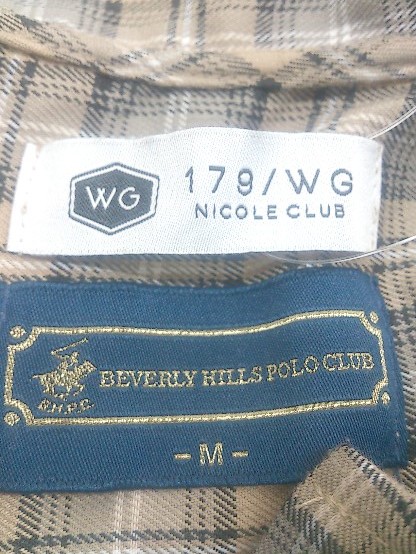 WG
179/WG
NICOLE CLUB
BEVERLY HILLS POLO CLUB
B.H.P.C.
- M -